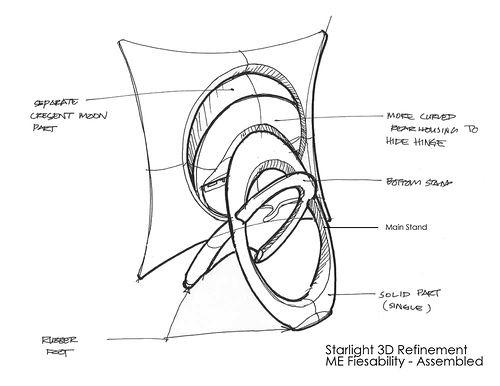 SEPARATE
CRESENT MOON
PART
MORE CURVED
REAR HOUSING TO
HIDE HINGE
BOTTOM STAND
Main Stand
SOLID PART
(SINGLE)
RUBBER
FOOT
Starlight 3D Refinement
ME Fiesability - Assembled